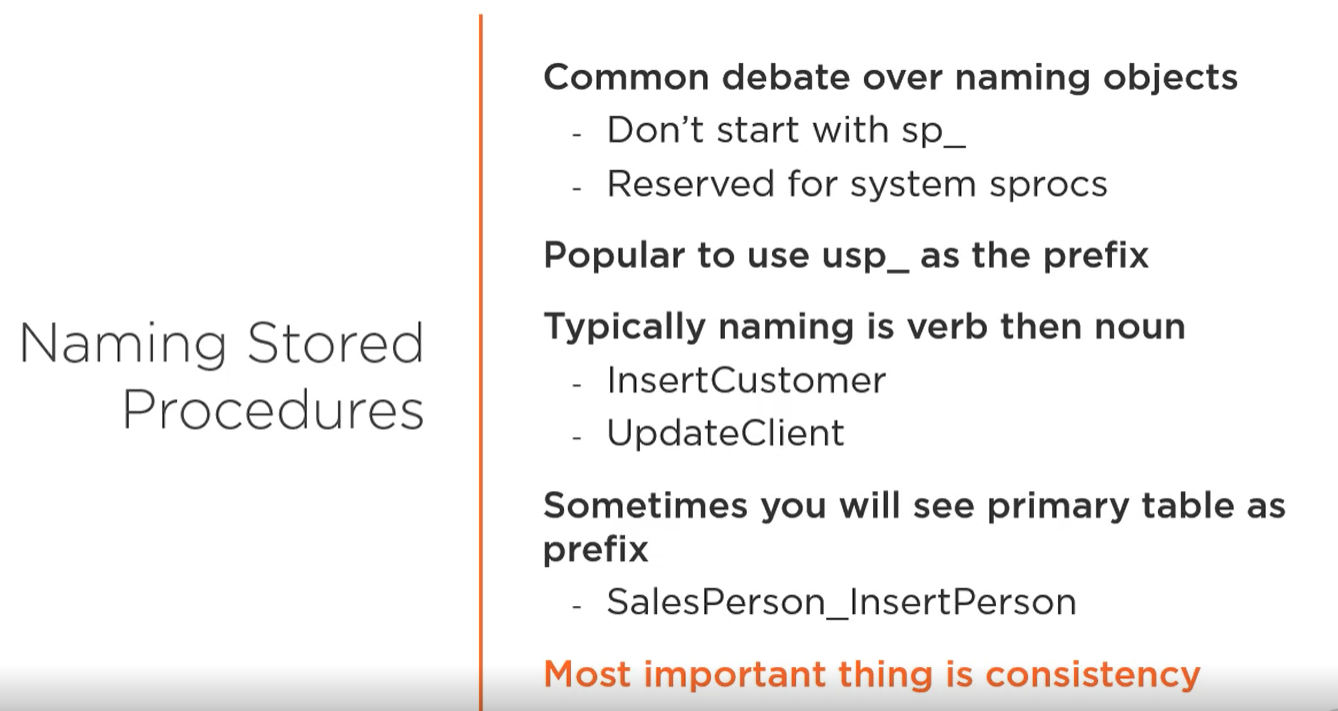 Naming Stored
Procedures
Common debate over naming objects
- Don’t start with sp_
- Reserved for system sprocs
Popular to use usp_ as the prefix
Typically naming is verb then noun
- InsertCustomer
- UpdateClient
Sometimes you will see primary table as
prefix
- SalesPerson_InsertPerson
Most important thing is consistency